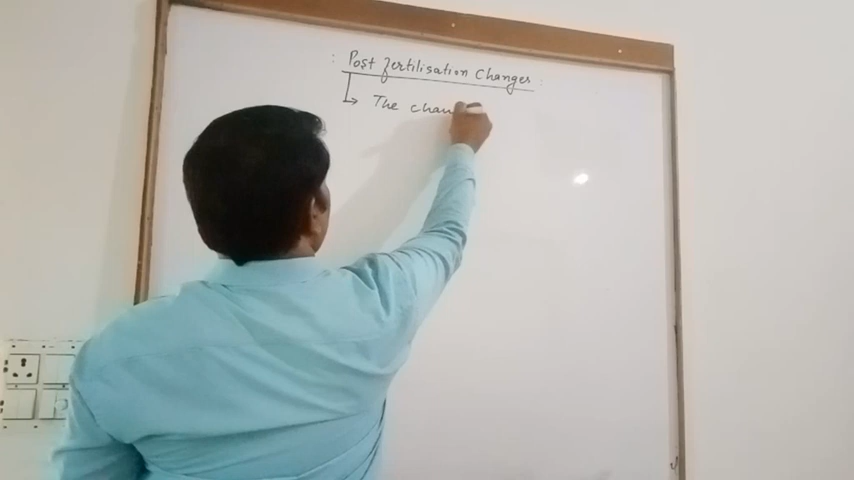 : Post fertilisation Changes :
↳ The chan